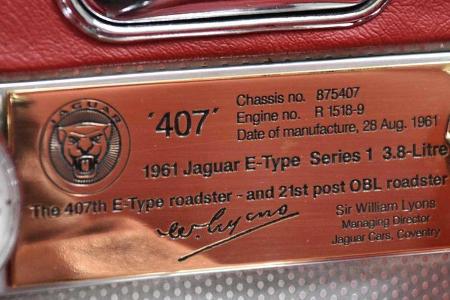 JAGUAR
'407'
Chassis no. 875407
Engine no. R 1518-9
Date of manufacture, 28 Aug. 1961
1961 Jaguar E-Type Series 1 3.8-Litre
The 407th E-Type roadster - and 21st post OBL roadster
W. Lyons
Sir William Lyons
Managing Director
Jaguar Cars, Coventry